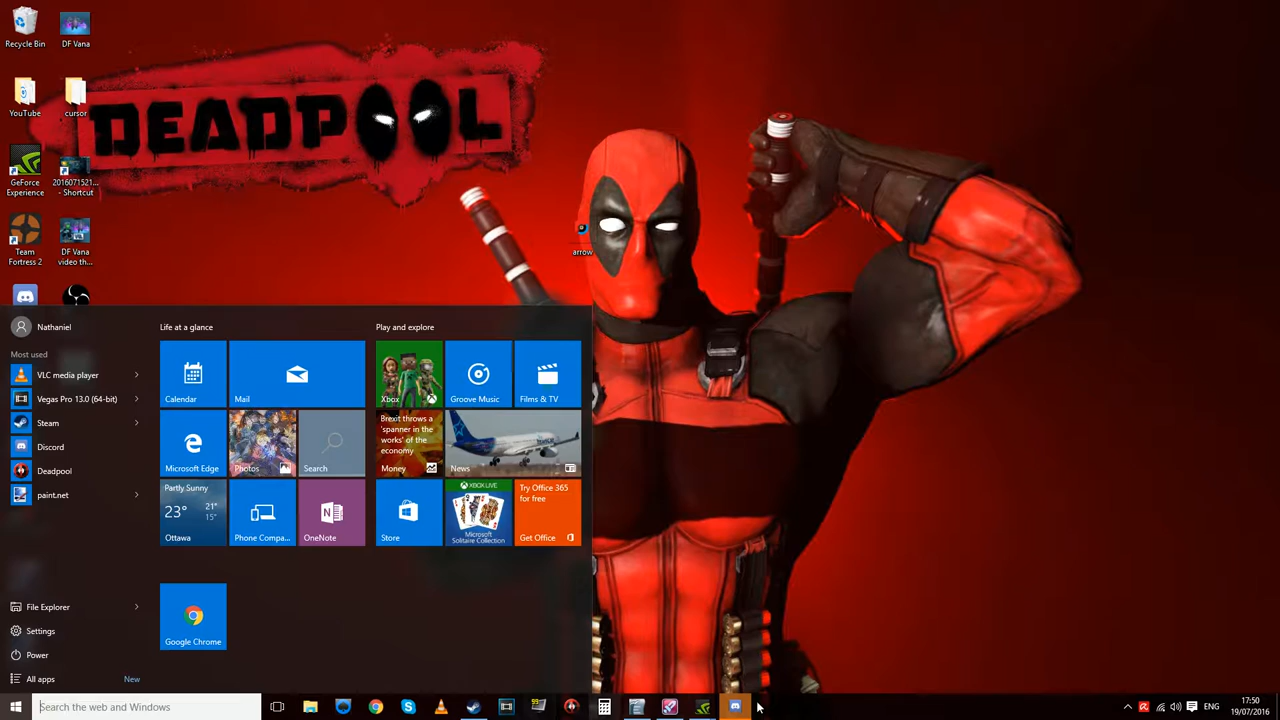 Recycle Bin
DF Vana
YouTube
cursor
GeForce
Experience
2016071521...
- Shortcut
Team
Fortress 2
DF Vana
video th...
DEADPOOL
arrow
Nathaniel
Most used
VLC media player
Vegas Pro 13.0 (64-bit)
Steam
Discord
Deadpool
paint.net
File Explorer
Settings
Power
All apps
New
Life at a glance
Calendar
Mail
Microsoft Edge
Photos
Search
Partly Sunny
23°
21°
15°
Ottawa
Phone Compa...
OneNote
Google Chrome
Play and explore
Xbox
Groove Music
Films & TV
Brexit throws a
'spanner in the
works' of the
economy
Money
News
Store
XBOX LIVE
Microsoft
Solitaire Collection
Try Office 365
for free
Get Office
Search the web and Windows
ENG
17:50
19/07/2016